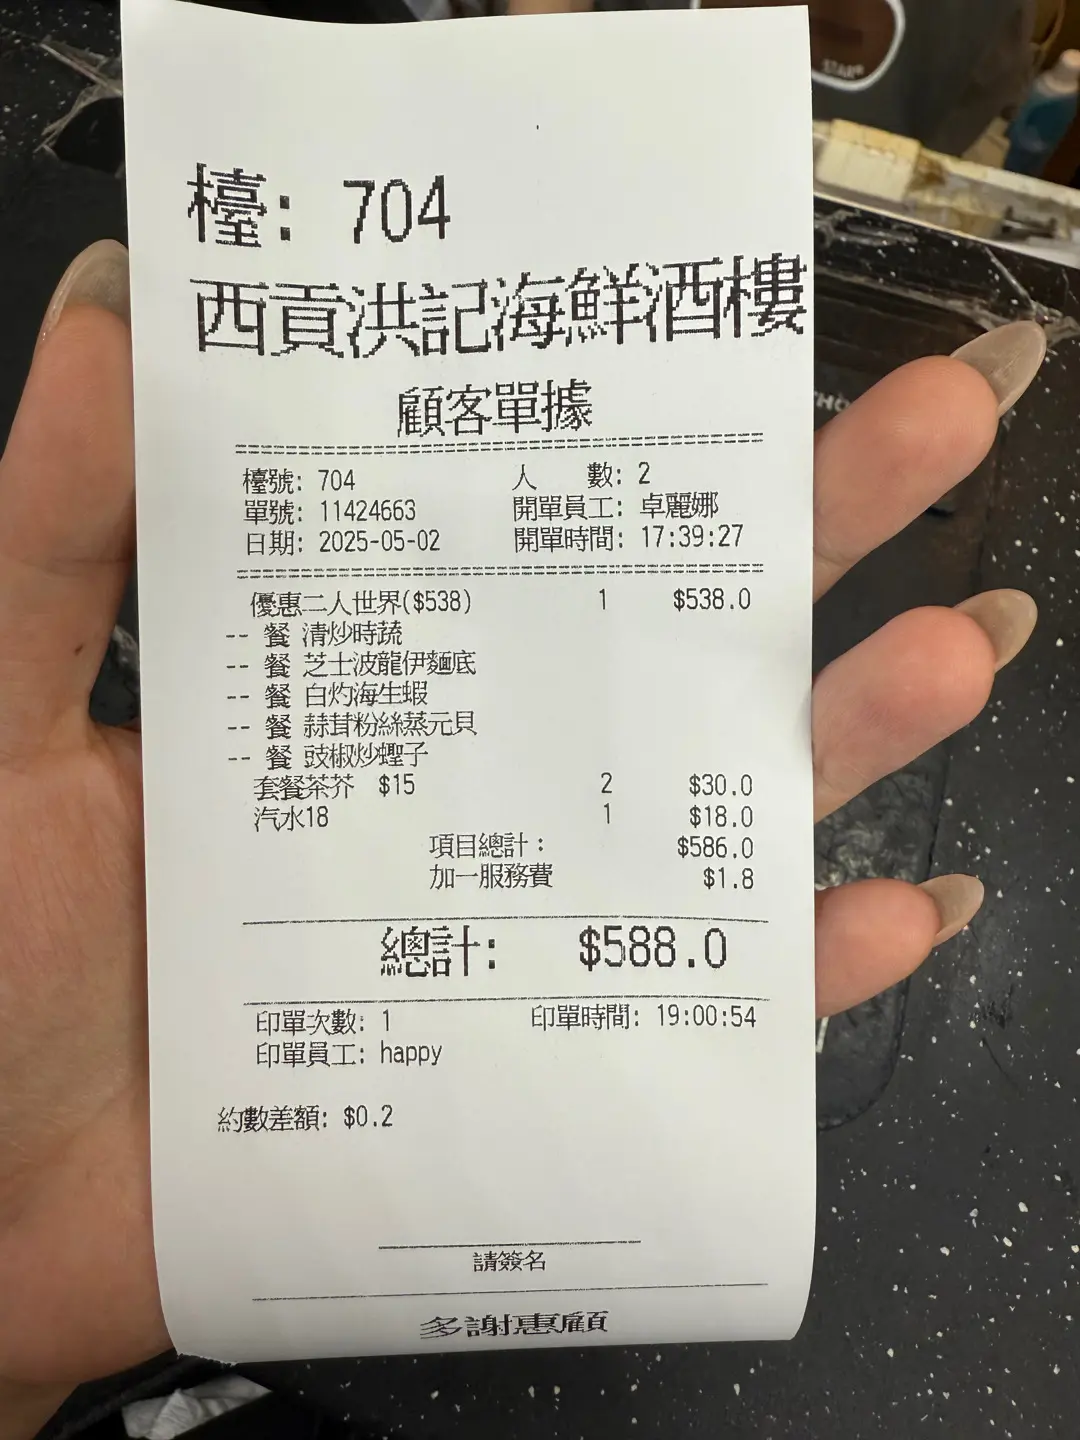 檯: 704
西貢洪記海鮮酒樓
顧客單據
檯號: 704 人 數: 2
單號: 11424663 開單員工: 卓麗娜
日期: 2025-05-02 開單時間: 17:39:27
優惠二人世界($538) 1 $538.0
-- 餐 清炒時蔬
-- 餐 芝士波龍伊麵底
-- 餐 白灼海生蝦
-- 餐 蒜茸粉絲蒸元貝
-- 餐 豉椒炒蟶子
套餐茶芥 $15 2 $30.0
汽水18 1 $18.0
項目總計: $586.0
加一服務費 $1.8
總計: $588.0
印單次數: 1 印單時間: 19:00:54
印單員工: happy
約數差額: $0.2
請簽名
多謝惠顧